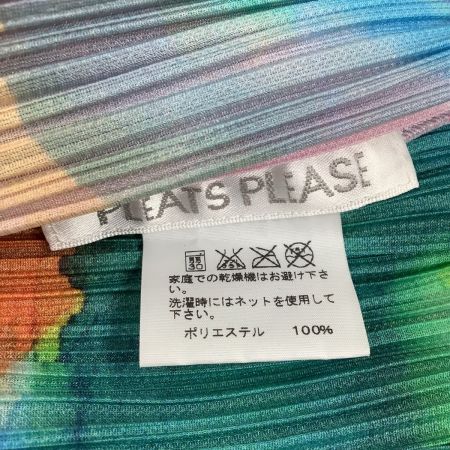 PLEATS PLEASE
30
家庭での乾燥機はお避け下さ
い。
洗濯時にはネットを使用して
下さい。
ポリエステル 100%